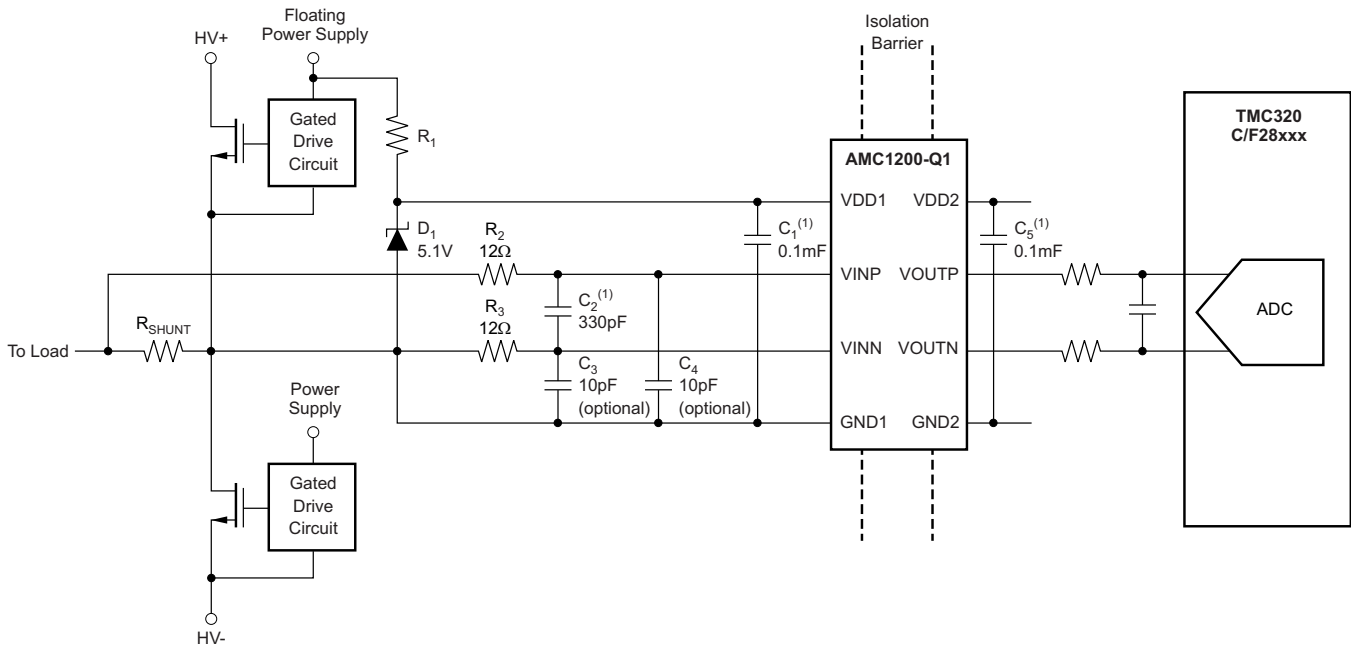 Floating
Power Supply
HV+
Isolation
Barrier
Gated
Drive
Circuit
R1
TMC320
C/F28xxx
AMC1200-Q1
VDD1 VDD2
D1
5.1V
R2
12Ω
C1(1)
0.1mF
C5(1)
0.1mF
VINP VOUTP
C2(1)
330pF
R3
12Ω
ADC
RSHUNT
To Load
VINN VOUTN
C3
10pF
(optional)
C4
10pF
(optional)
Power
Supply
GND1 GND2
Gated
Drive
Circuit
HV-